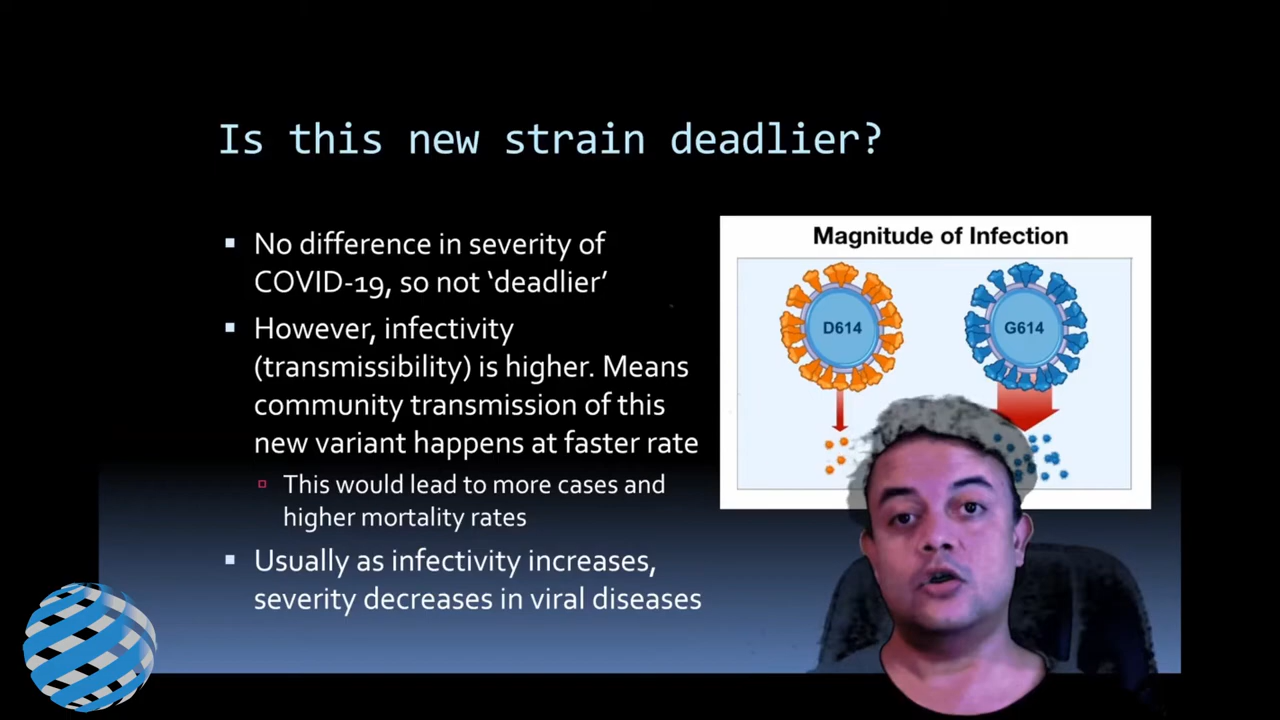 Is this new strain deadlier?
No difference in severity of
COVID-19, so not ‘deadlier’
However, infectivity
(transmissibility) is higher. Means
community transmission of this
new variant happens at faster rate
This would lead to more cases and
higher mortality rates
Usually as infectivity increases,
severity decreases in viral diseases
Magnitude of Infection
D614
G614